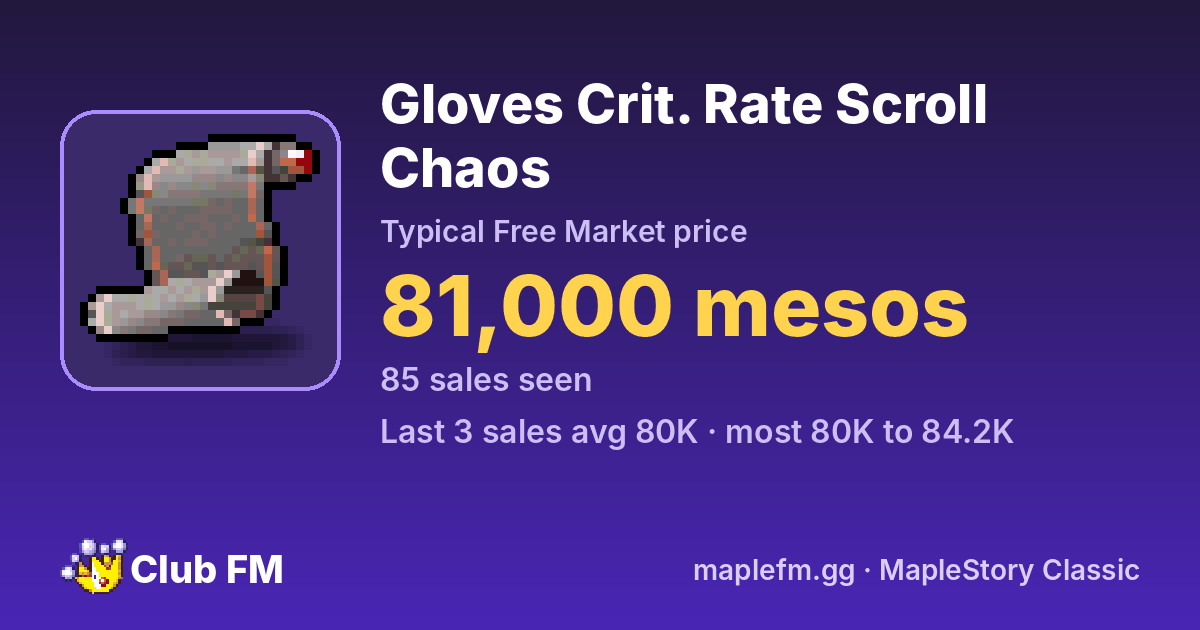 Gloves Crit. Rate Scroll
Chaos
Typical Free Market price
81,000 mesos
85 sales seen
Last 3 sales avg 80K · most 80K to 84.2K
Club FM
maplefm.gg · MapleStory Classic